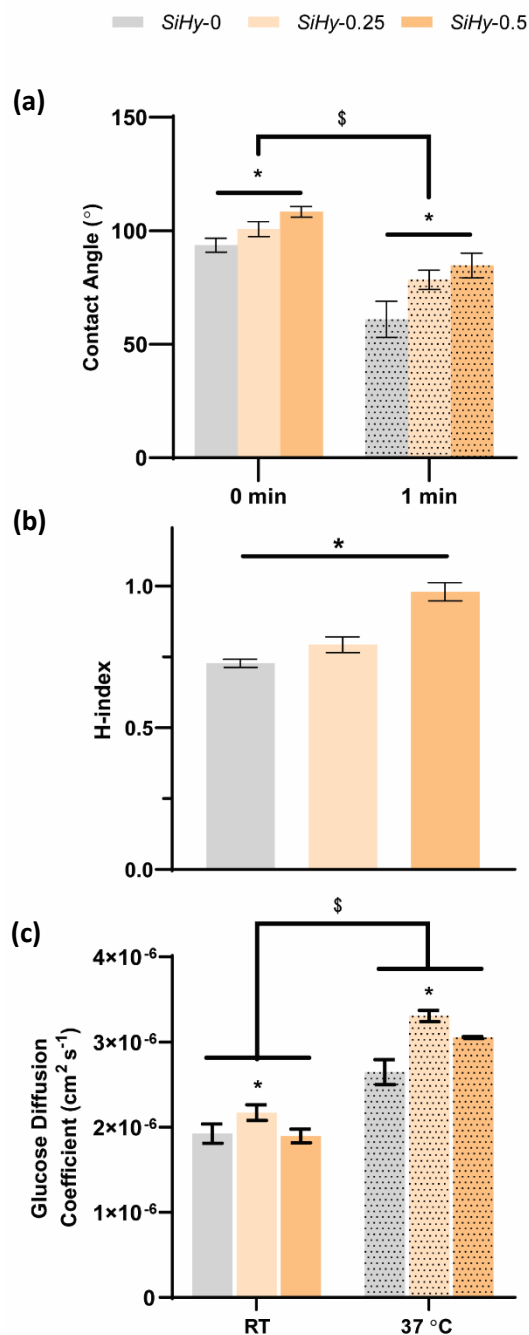 SiHy-0 SiHy-0.25 SiHy-0.5
(a)
150
$
*
*
100
50
0
Contact Angle (°)
0 min 1 min
(b)
*
1.0
0.5
0.0
H-index
(c)
$
4×10⁻⁶
*
3×10⁻⁶
*
2×10⁻⁶
1×10⁻⁶
0
Glucose Diffusion
Coefficient (cm² s⁻¹)
RT 37 °C